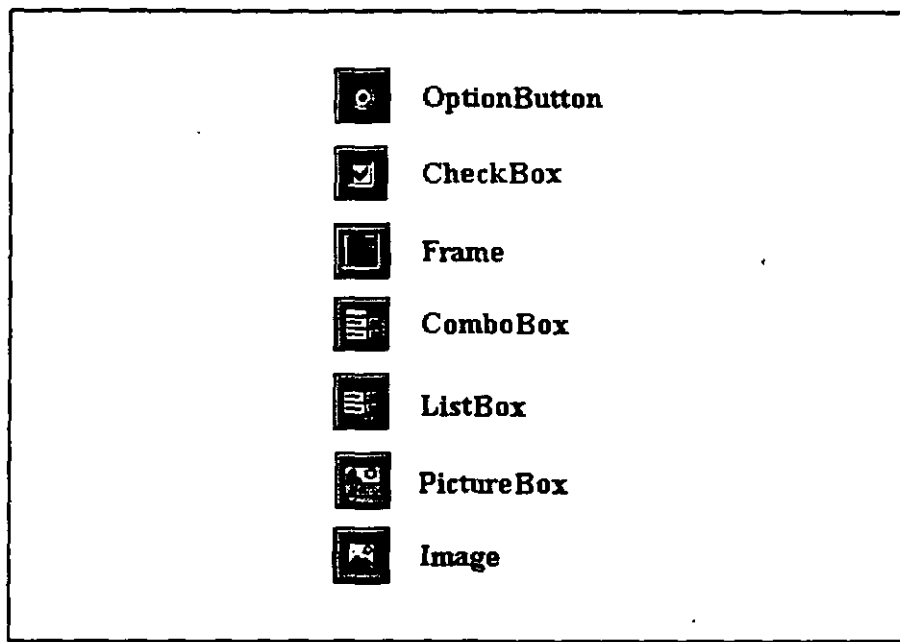 OptionButton
CheckBox
Frame
ComboBox
ListBox
PictureBox
Image